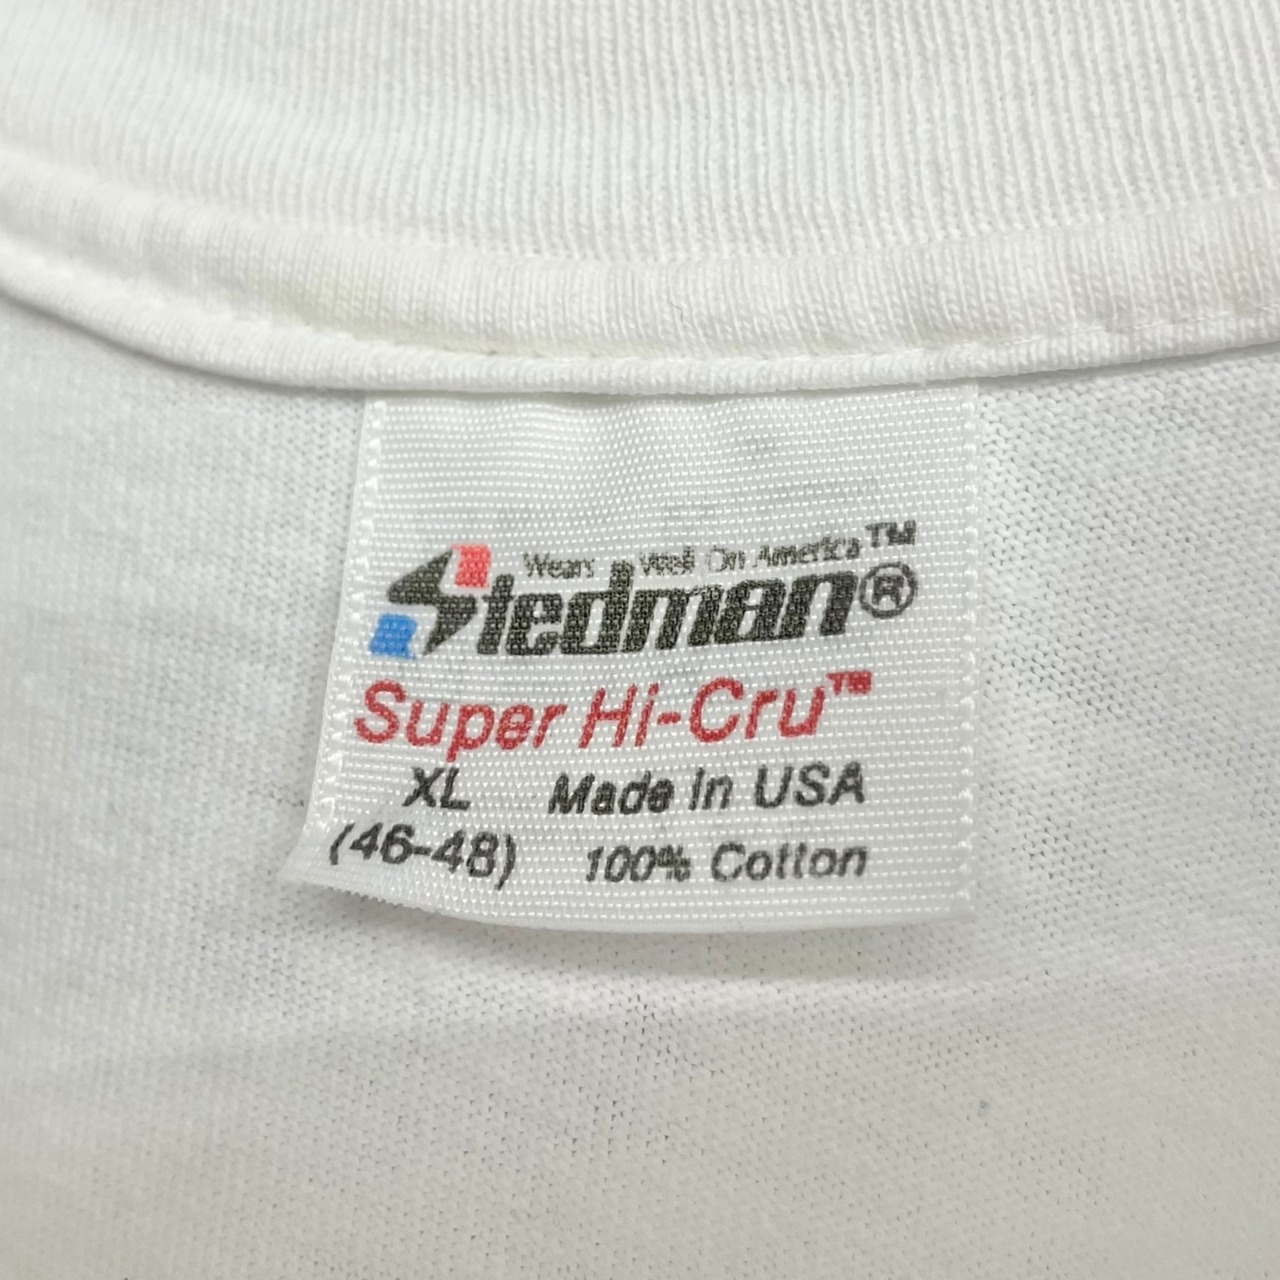 Wears Well On America™
Stedman®
Super Hi-Cru™
XL Made In USA
(46-48) 100% Cotton